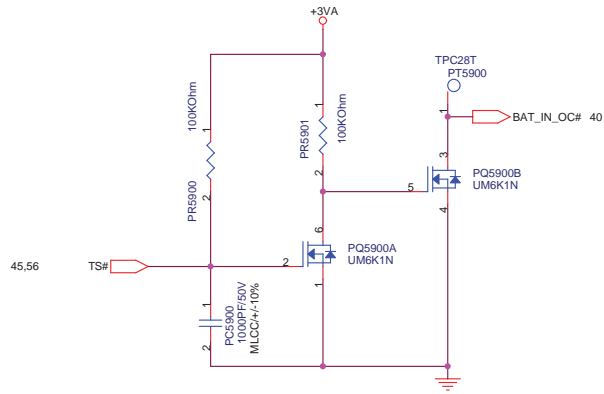 +3VA
TPC28T
PT5900
1
100KOhm
PR5900
2
1
PR5901
100KOhm
2
1
BAT_IN_OC# 40
3
5
PQ5900B
UM6K1N
4
6
2
PQ5900A
UM6K1N
1
45,56
TS#
1
PC5900
1000PF/50V
MLCC/+/-10%
2